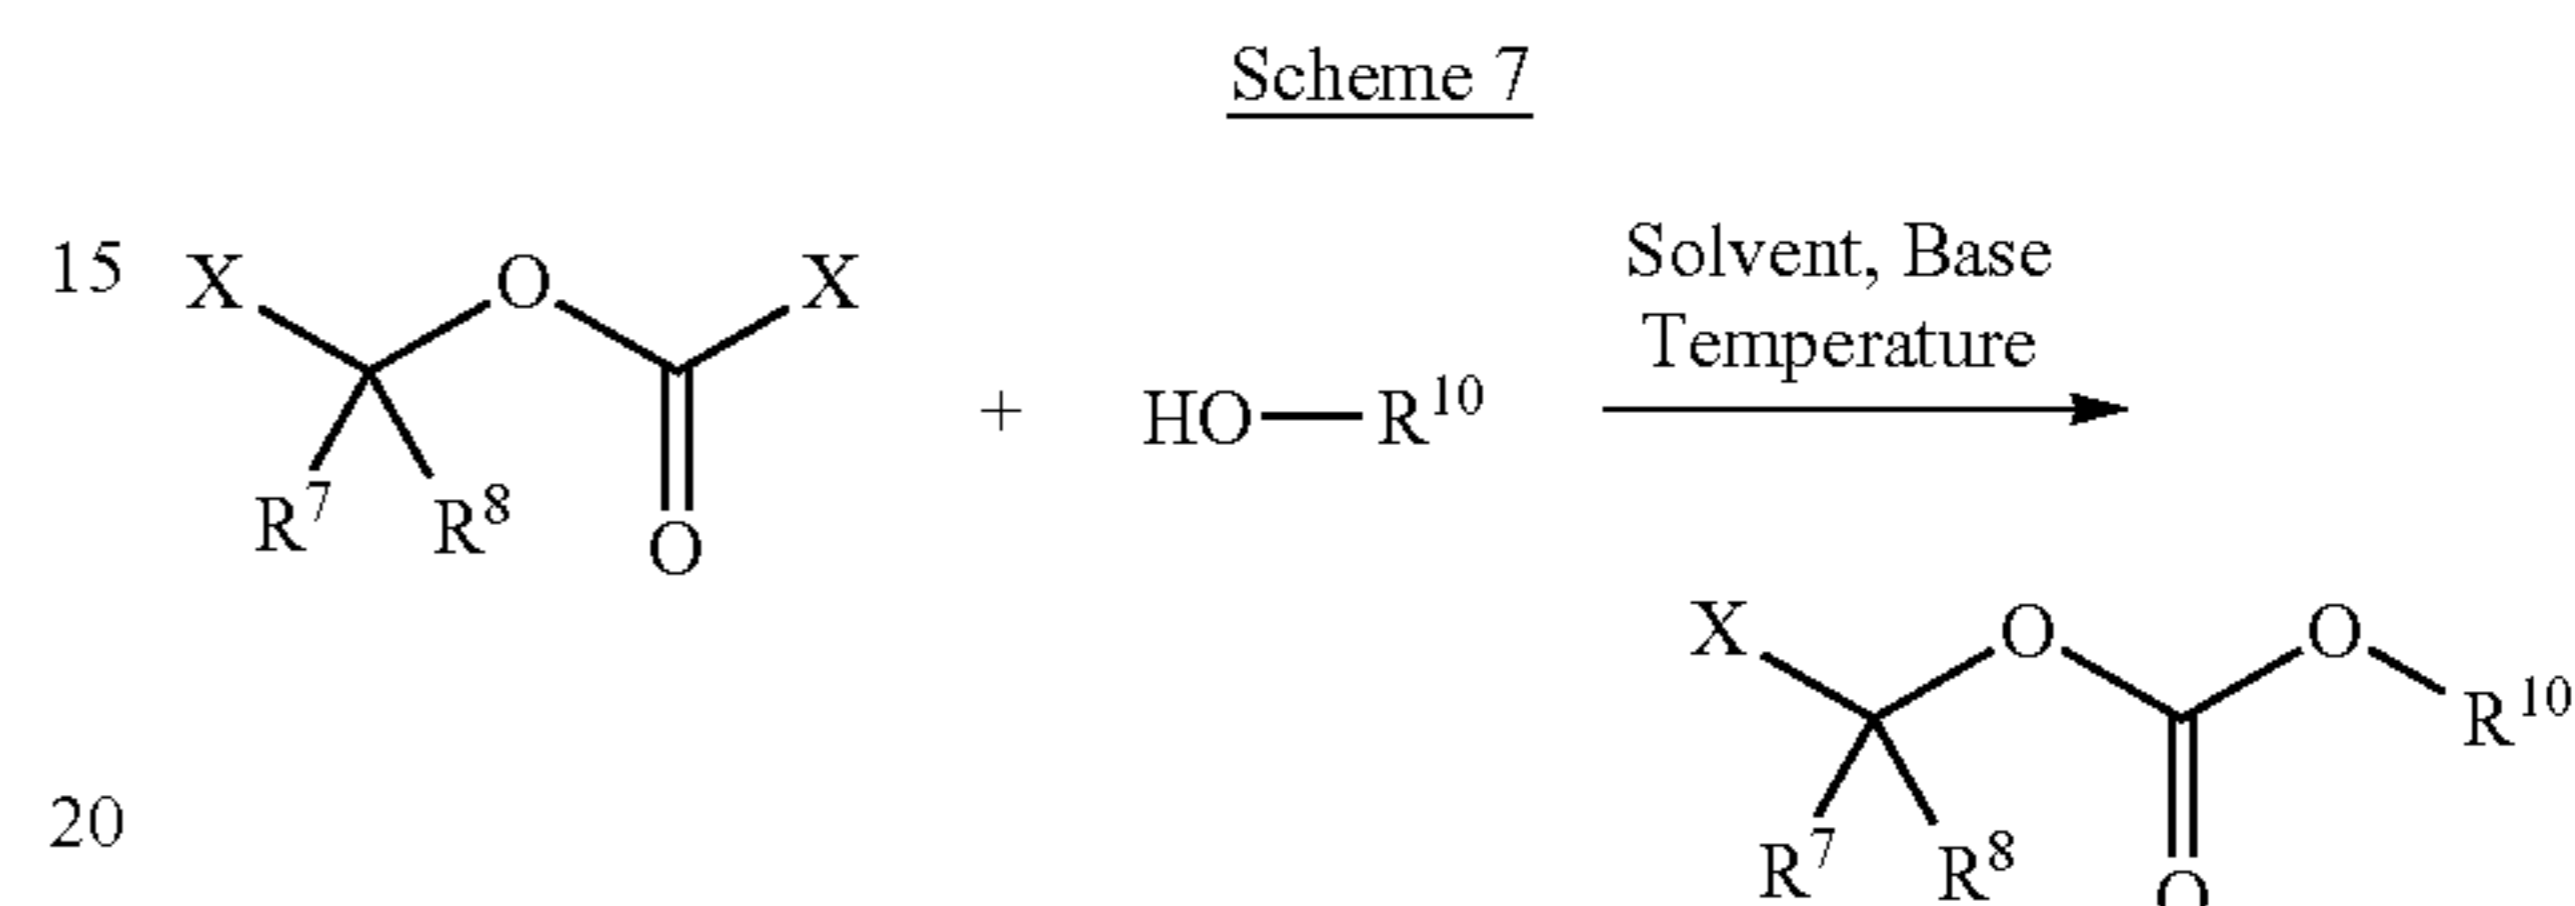 Scheme 7
15 X O X
Solvent, Base
Temperature
+ HO—R¹⁰
R⁷ R⁸ O
X O O
R¹⁰
20
R⁷ R⁸ O